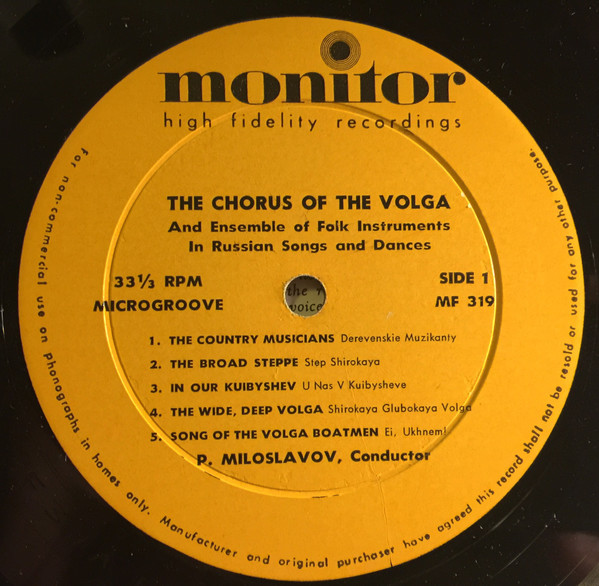 monitor
high fidelity recordings
THE CHORUS OF THE VOLGA
And Ensemble of Folk Instruments
In Russian Songs and Dances
33⅓ RPM
MICROGROOVE
SIDE 1
MF 319
the
voice
1. THE COUNTRY MUSICIANS Derevenskie Muzikanty
2. THE BROAD STEPPE Step Shirokaya
3. IN OUR KUIBYSHEV U Nas V Kuibysheve
4. THE WIDE, DEEP VOLGA Shirokaya Glubokaya Volga
5. SONG OF THE VOLGA BOATMEN Ei, Ukhnem!
P. MILOSLAVOV, Conductor
for non-commercial use on phonographs in homes only. Manufacturer and original purchaser have agreed this record shall not be resold or used for any other purpose.